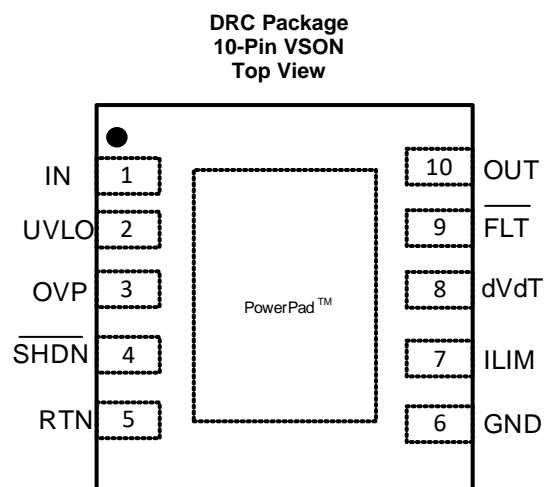 DRC Package
10-Pin VSON
Top View
IN 1 10 OUT
UVLO 2 9 FLT
OVP 3 PowerPad™ 8 dVdT
SHDN 4 7 ILIM
RTN 5 6 GND